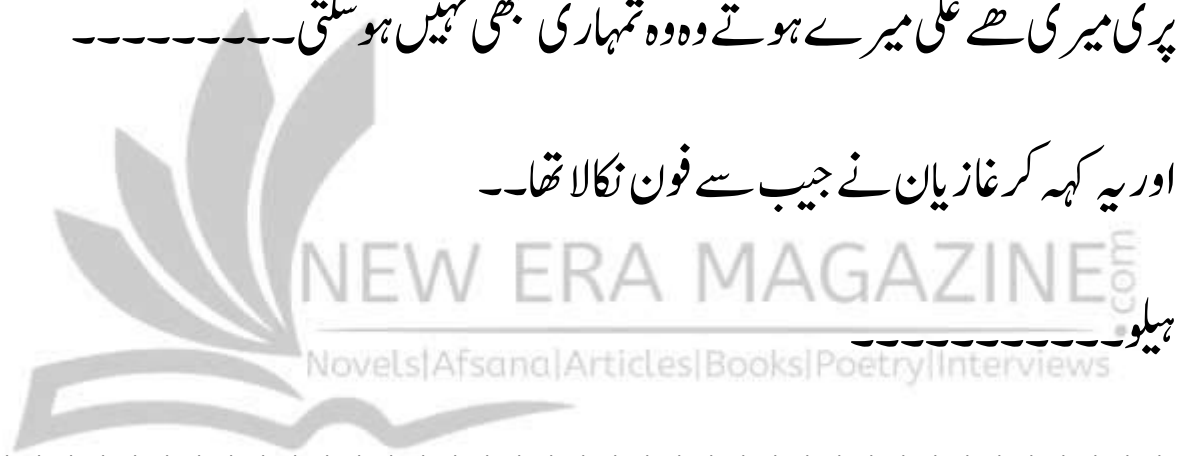 پری میری ھے علی میرے ہوتے وہ وہ تمہاری بھی نہیں ہو سکتی۔۔۔۔۔۔۔۔۔
اور یہ کہہ کر غازیان نے جیب سے فون نکالا تھا۔۔
NEW ERA MAGAZINE.com
ہیلو۔۔۔۔۔۔۔۔۔۔۔
Novels|Afsana|Articles|Books|Poetry|Interviews